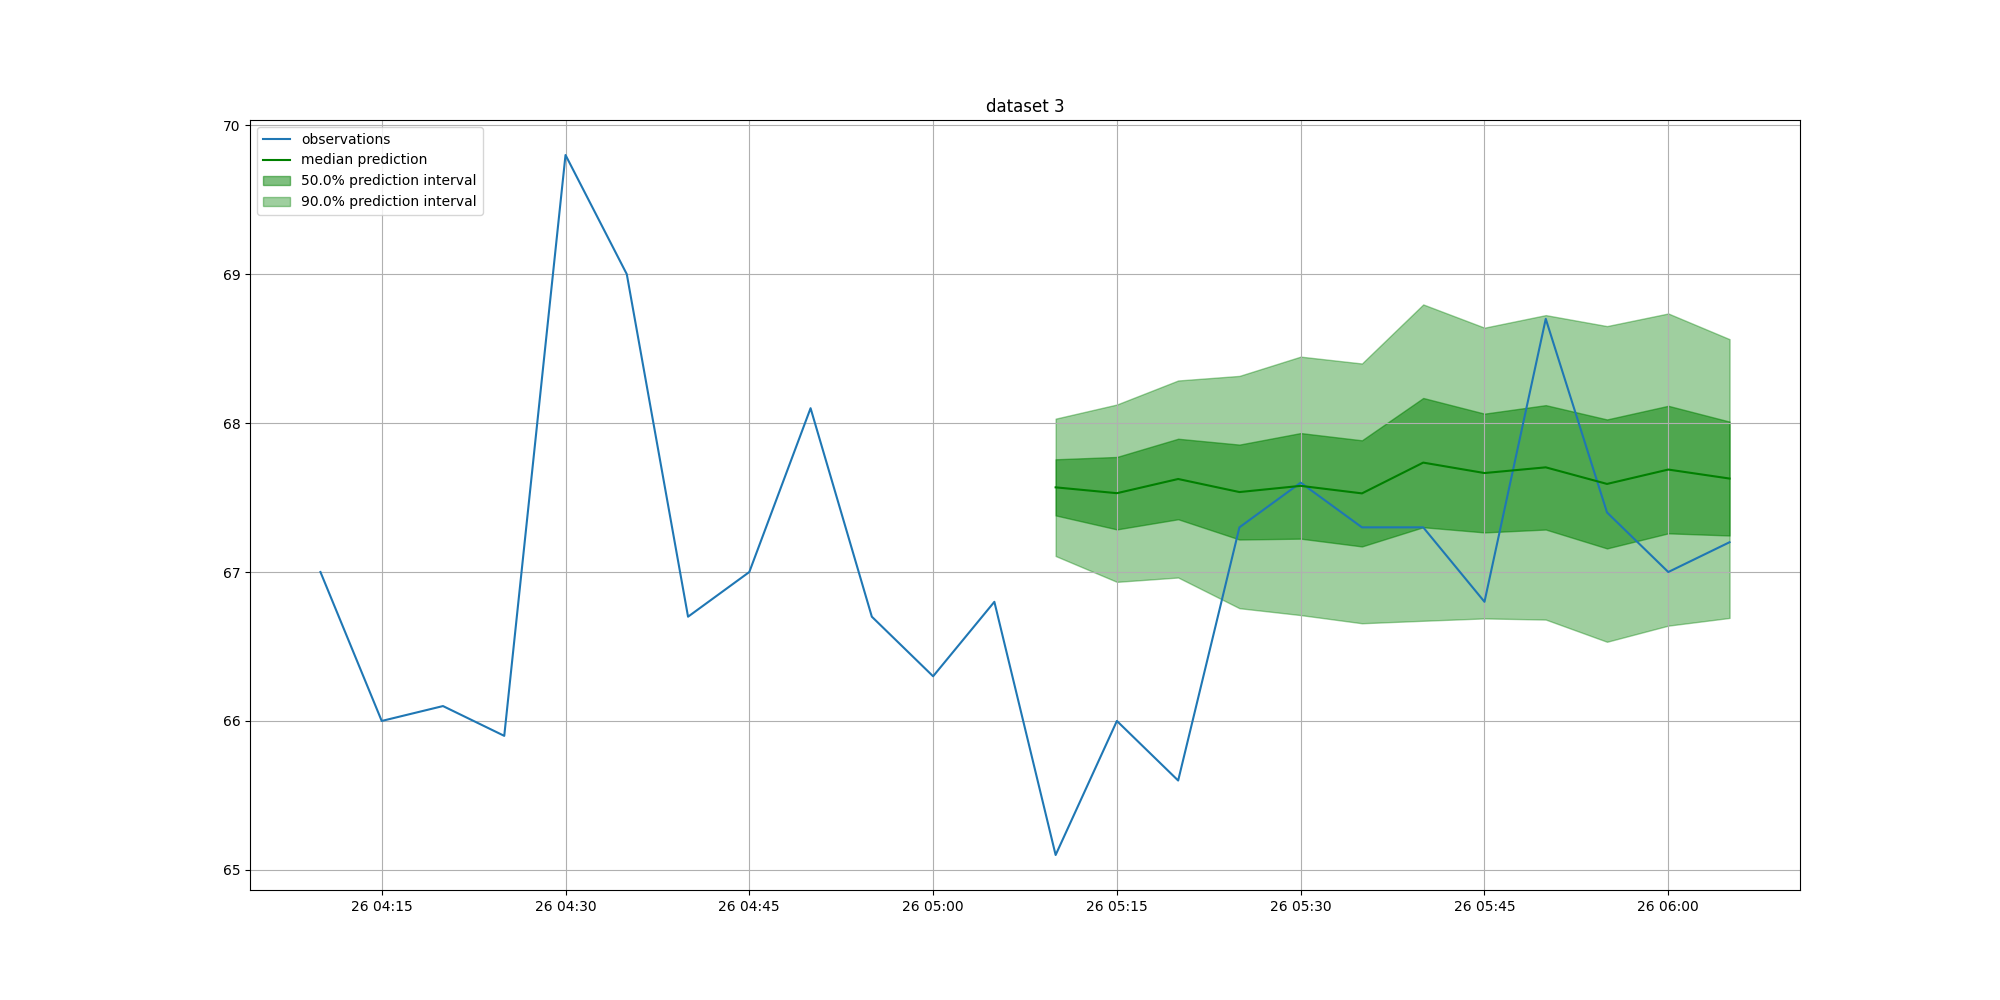 dataset 3
observations
median prediction
50.0% prediction interval
90.0% prediction interval
70
69
68
67
66
65
26 04:15
26 04:30
26 04:45
26 05:00
26 05:15
26 05:30
26 05:45
26 06:00